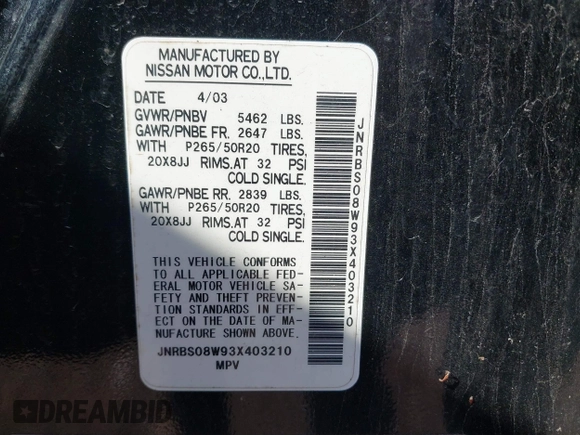 MANUFACTURED BY
NISSAN MOTOR CO.,LTD.
DATE 4/03
GVWR/PNBV 5462 LBS.
GAWR/PNBE FR. 2647 LBS.
WITH P265/50R20 TIRES,
20X8JJ RIMS.AT 32 PSI
COLD SINGLE.
GAWR/PNBE RR. 2839 LBS.
WITH P265/50R20 TIRES,
20X8JJ RIMS.AT 32 PSI
COLD SINGLE.
THIS VEHICLE CONFORMS
TO ALL APPLICABLE FED-
ERAL MOTOR VEHICLE SA-
FETY AND THEFT PREVEN-
TION STANDARDS IN EFF-
ECT ON THE DATE OF MA-
NUFACTURE SHOWN ABOVE.
JNRBS08W93X403210
MPV
JNRBS08W93X403210
DREAMBID